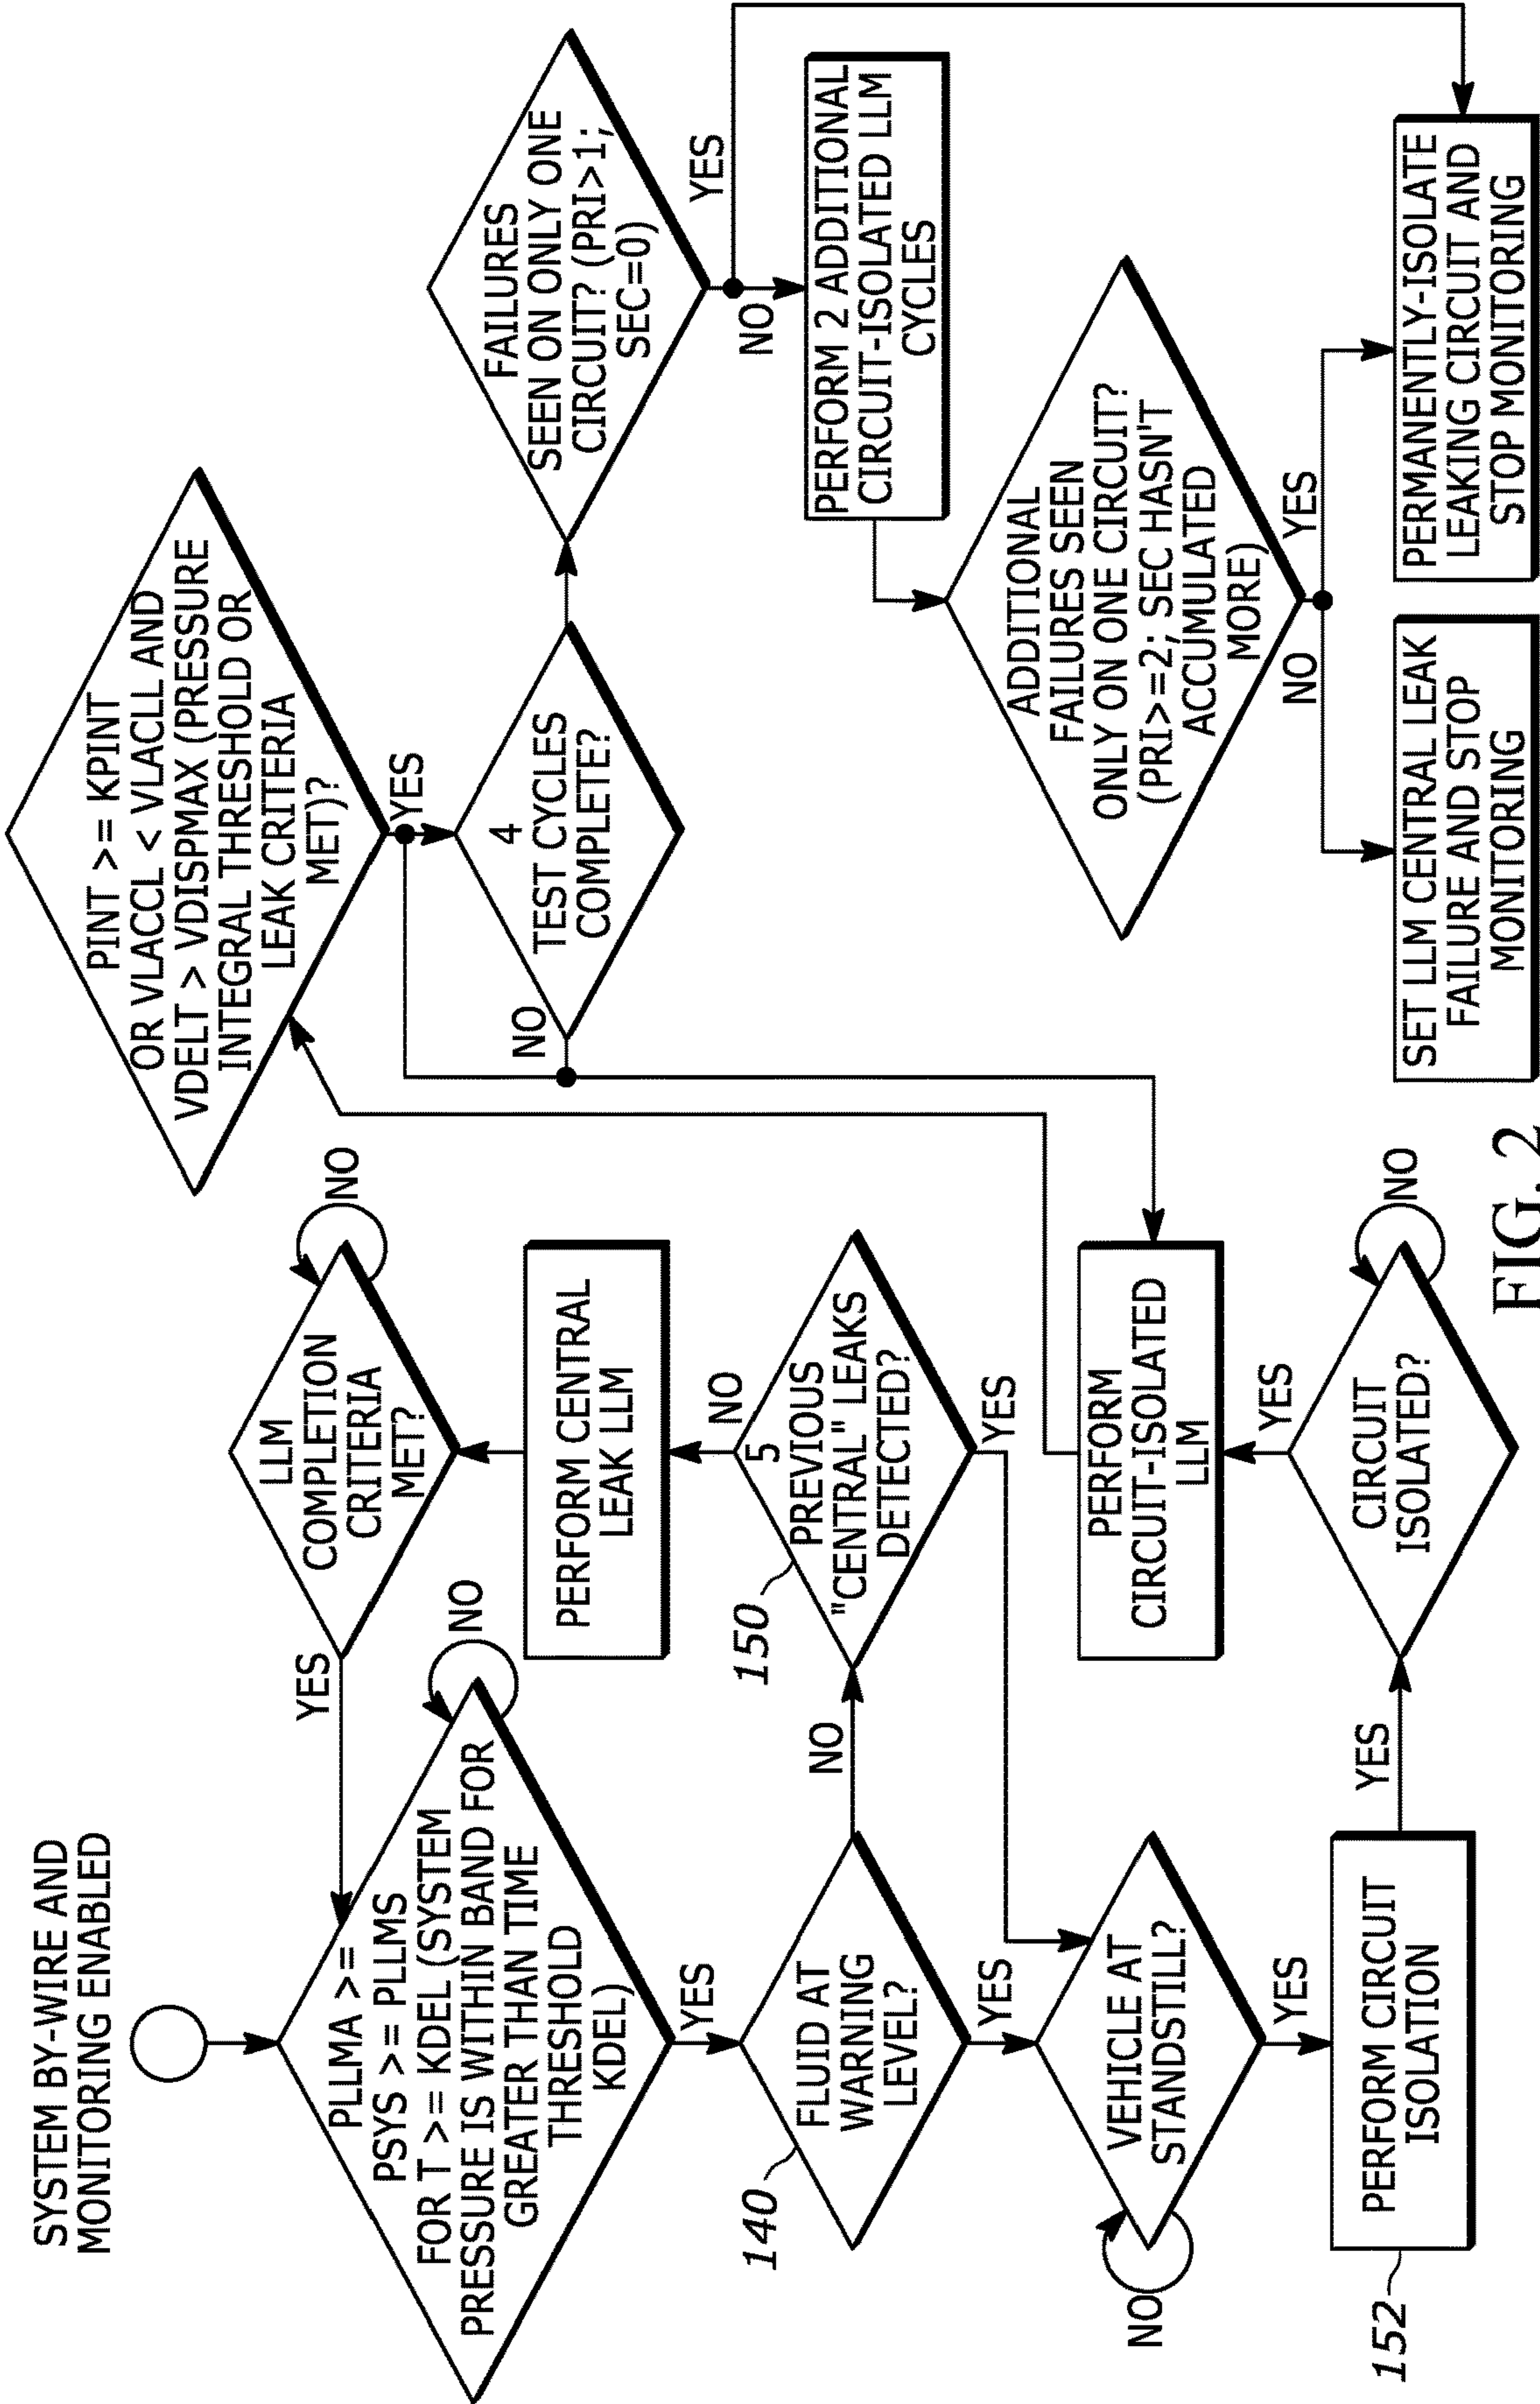 SYSTEM BY-WIRE AND
MONITORING ENABLED
PLLMA >=
PSYS >= PLLMS
FOR T >= KDEL (SYSTEM
PRESSURE IS WITHIN BAND FOR
GREATER THAN TIME
THRESHOLD
KDEL)
NO
YES
140
FLUID AT
WARNING
LEVEL?
NO
YES
VEHICLE AT
STANDSTILL?
NO
YES
152
PERFORM CIRCUIT
ISOLATION
YES
LLM
COMPLETION
CRITERIA
MET?
NO
YES
PERFORM CENTRAL
LEAK LLM
NO
150
5
PREVIOUS
"CENTRAL" LEAKS
DETECTED?
YES
PERFORM
CIRCUIT-ISOLATED
LLM
YES
CIRCUIT
ISOLATED?
NO
PINT >= KPINT
OR VLACCL < VLACLL AND
VDELT > VDISPMAX (PRESSURE
INTEGRAL THRESHOLD OR
LEAK CRITERIA
MET)?
YES
4
TEST CYCLES
COMPLETE?
NO
FAILURES
SEEN ON ONLY ONE
CIRCUIT? (PRI>1;
SEC=0)
YES
NO
PERFORM 2 ADDITIONAL
CIRCUIT-ISOLATED LLM
CYCLES
ADDITIONAL
FAILURES SEEN
ONLY ON ONE CIRCUIT?
(PRI>=2; SEC HASN'T
ACCUMULATED
MORE)
NO
YES
SET LLM CENTRAL LEAK
FAILURE AND STOP
MONITORING
PERMANENTLY-ISOLATE
LEAKING CIRCUIT AND
STOP MONITORING
FIG. 2